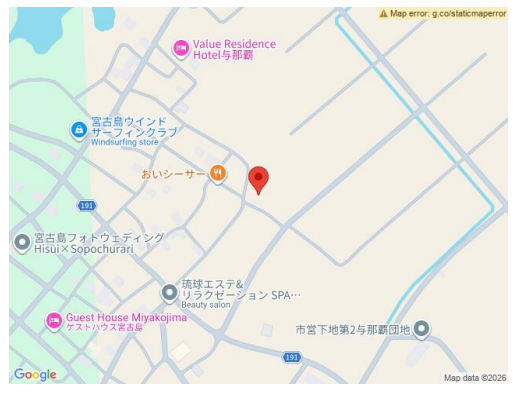 Map error: g.co/staticmaperror
Value Residence
Hotel与那覇
宮古島ウインド
サーフィンクラブ
Windsurfing store
おいシーサー
191
宮古島フォトウェディング
Hisui×Sopochurari
琉球エステ&
リラクゼーション SPA…
Beauty salon
Guest House Miyakojima
ゲストハウス宮古島
市営下地第2与那覇団地
191
Google
Map data ©2026